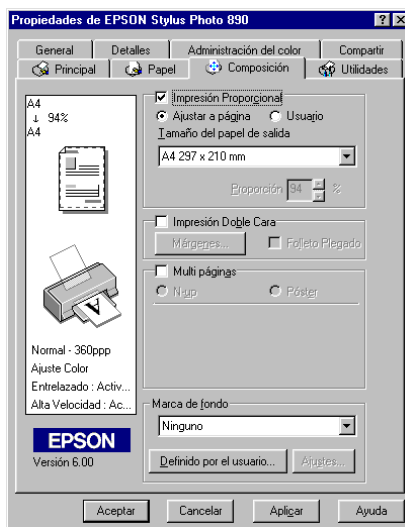 Propiedades de EPSON Stylus Photo 890
General Detalles Administración del color Compartir
Principal Papel Composición Utilidades
A4
↓ 94%
A4
Impresión Proporcional
Ajustar a página Usuario
Tamaño del papel de salida
A4 297 x 210 mm
Proporción 94 %
Impresión Doble Cara
Márgenes... Folleto Plegado
Multi páginas
N-up Póster
A
Normal - 360ppp
Ajuste Color
Entrelazado : Activ...
Alta Velocidad : Ac...
Marca de fondo
Ninguno
Definido por el usuario... Ajustes...
EPSON
Versión 6.00
Aceptar Cancelar Aplicar Ayuda